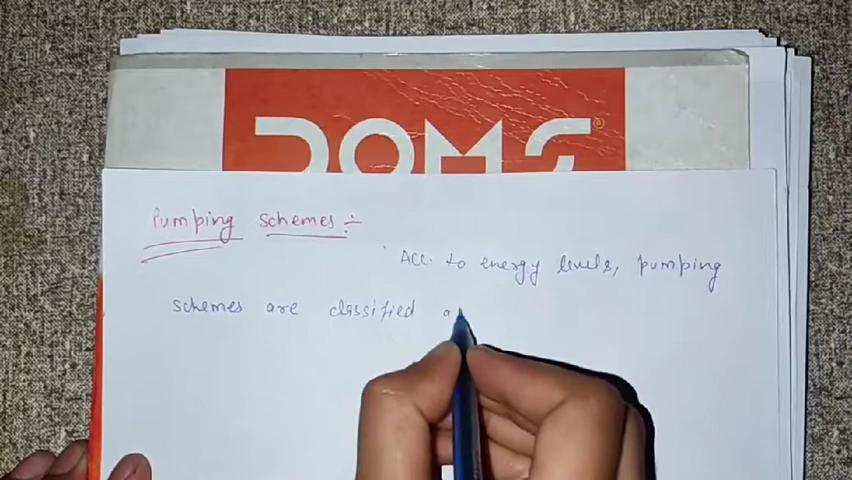 DOMS®
Pumping Schemes :-
Acc. to energy levels, pumping
schemes are classified a